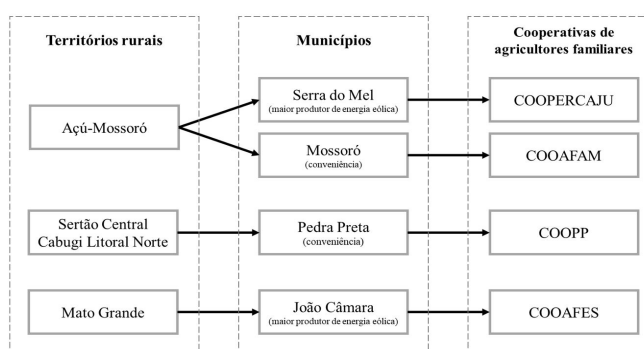 Territórios rurais
Municípios
Cooperativas de
agricultores familiares
Açú-Mossoró
Serra do Mel
(maior produtor de energia eólica)
COOPERCAJU
Mossoró
(conveniência)
COOAFAM
Sertão Central
Cabugi Litoral Norte
Pedra Preta
(conveniência)
COOPP
Mato Grande
João Câmara
(maior produtor de energia eólica)
COOAFES